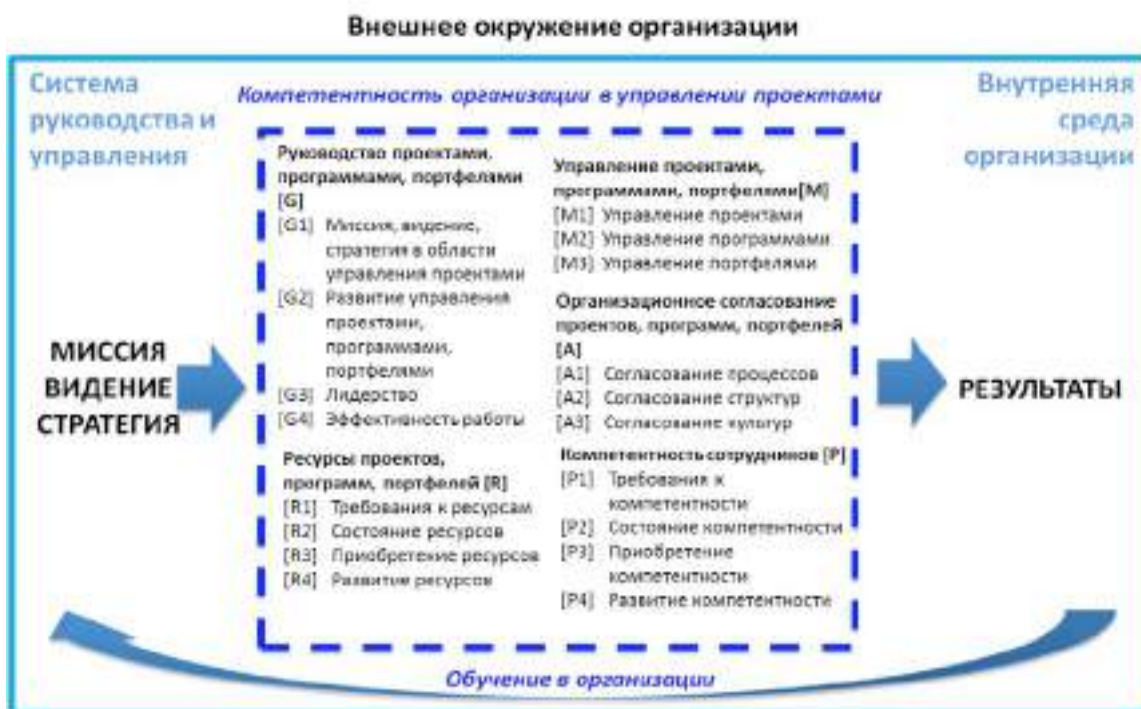 Внешнее окружение организации
Система
руководства и
управления
Компетентность организации в управлении проектами
Внутренняя
среда
организации
Руководство проектами,
программами, портфелями
[G]
[G1] Миссия, видение,
стратегия в области
управления проектами
[G2] Развитие управления
проектами,
программами,
портфелями
[G3] Лидерство
[G4] Эффективность работы
Ресурсы проектов,
программ, портфелей [R]
[R1] Требования к ресурсам
[R2] Состояние ресурсов
[R3] Приобретение ресурсов
[R4] Развитие ресурсов
Управление проектами,
программами, портфелями[M]
[M1] Управление проектами
[M2] Управление программами
[M3] Управление портфелями
Организационное согласование
проектов, программ, портфелей
[A]
[A1] Согласование процессов
[A2] Согласование структур
[A3] Согласование культур
Компетентность сотрудников [P]
[P1] Требования к
компетентности
[P2] Состояние компетентности
[P3] Приобретение
компетентности
[P4] Развитие компетентности
МИССИЯ
ВИДЕНИЕ
СТРАТЕГИЯ
РЕЗУЛЬТАТЫ
Обучение в организации